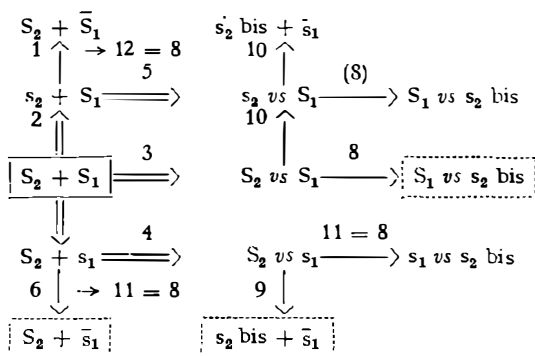 S₂ + S̄₁ ṡ₂ bis + s̄₁
1 → 12 = 8 10
5 (8)
s₂ + S₁ s₂ vs S₁ S₁ vs s₂ bis
2 10
3 8
S₂ + S₁ S₂ vs S₁ S₁ vs s₂ bis
4 11 = 8
S₂ + s₁ S₂ vs s₁ s₁ vs s₂ bis
6 → 11 = 8 9
S₂ + s̄₁ s₂ bis + s̄₁